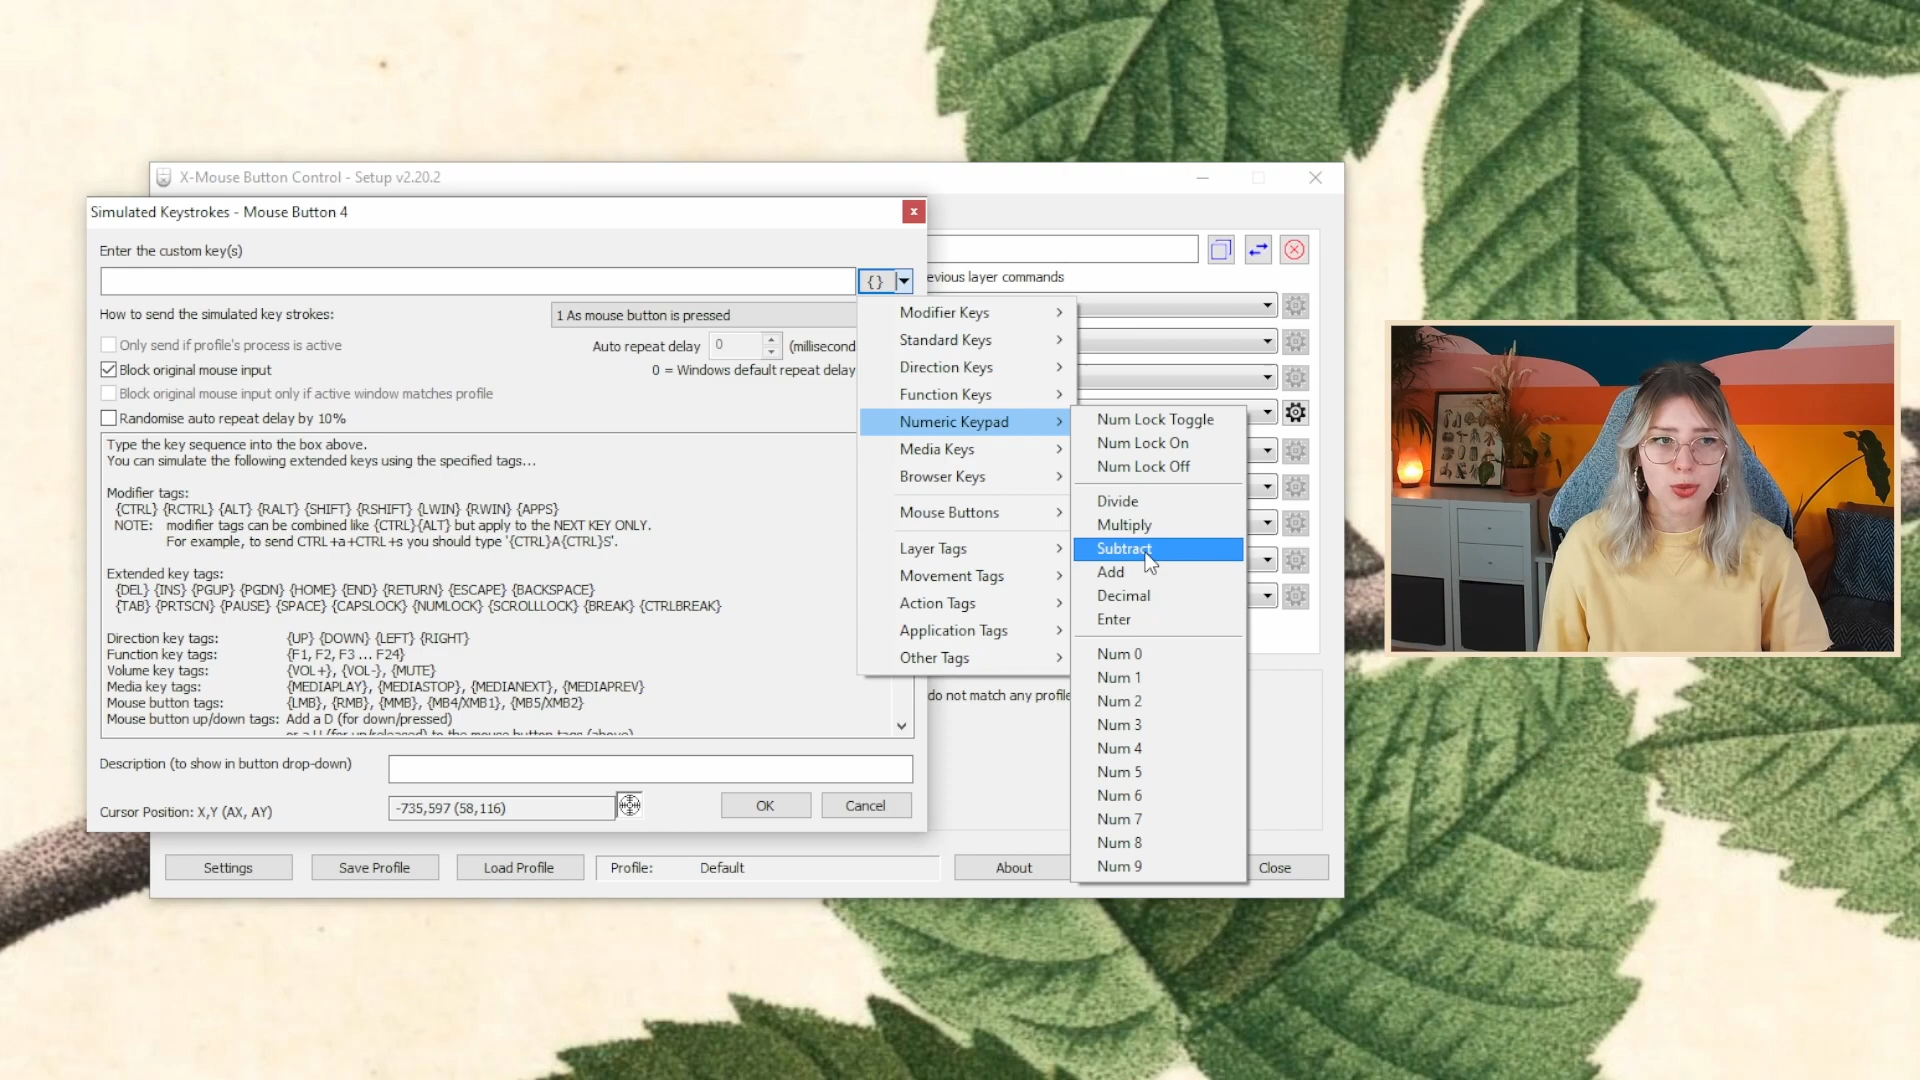 X-Mouse Button Control - Setup v2.20.2
Simulated Keystrokes - Mouse Button 4
Enter the custom key(s)
{}
evious layer commands
How to send the simulated key strokes:
1 As mouse button is pressed
Only send if profile's process is active
Auto repeat delay
0
(millisecond
Block original mouse input
0 = Windows default repeat delay
Block original mouse input only if active window matches profile
Randomise auto repeat delay by 10%
Type the key sequence into the box above.
You can simulate the following extended keys using the specified tags...
Modifier tags:
{CTRL} {RCTRL} {ALT} {RALT} {SHIFT} {RSHIFT} {LWIN} {RWIN} {APPS}
NOTE: modifier tags can be combined like {CTRL}{ALT} but apply to the NEXT KEY ONLY.
For example, to send CTRL+a+CTRL+s you should type '{CTRL}A{CTRL}S'.
Extended key tags:
{DEL} {INS} {PGUP} {PGDN} {HOME} {END} {RETURN} {ESCAPE} {BACKSPACE}
{TAB} {PRTSCN} {PAUSE} {SPACE} {CAPSLOCK} {NUMLOCK} {SCROLLLOCK} {BREAK} {CTRLBREAK}
Direction key tags: {UP} {DOWN} {LEFT} {RIGHT}
Function key tags: {F1, F2, F3 ... F24}
Volume key tags: {VOL+}, {VOL-}, {MUTE}
Media key tags: {MEDIAPLAY}, {MEDIASTOP}, {MEDIANEXT}, {MEDIAPREV}
Mouse button tags: {LMB}, {RMB}, {MMB}, {MB4/XMB1}, {MB5/XMB2}
Mouse button up/down tags: Add a D (for down/pressed)
or a U (for up/released) to the mouse button tags (above)
Description (to show in button drop-down)
Cursor Position: X,Y (AX, AY)
-735,597 (58,116)
OK
Cancel
Modifier Keys
Standard Keys
Direction Keys
Function Keys
Numeric Keypad
Media Keys
Browser Keys
Mouse Buttons
Layer Tags
Movement Tags
Action Tags
Application Tags
Other Tags
Num Lock Toggle
Num Lock On
Num Lock Off
Divide
Multiply
Subtract
Add
Decimal
Enter
Num 0
Num 1
Num 2
Num 3
Num 4
Num 5
Num 6
Num 7
Num 8
Num 9
do not match any profile
Settings
Save Profile
Load Profile
Profile:
Default
About
Close